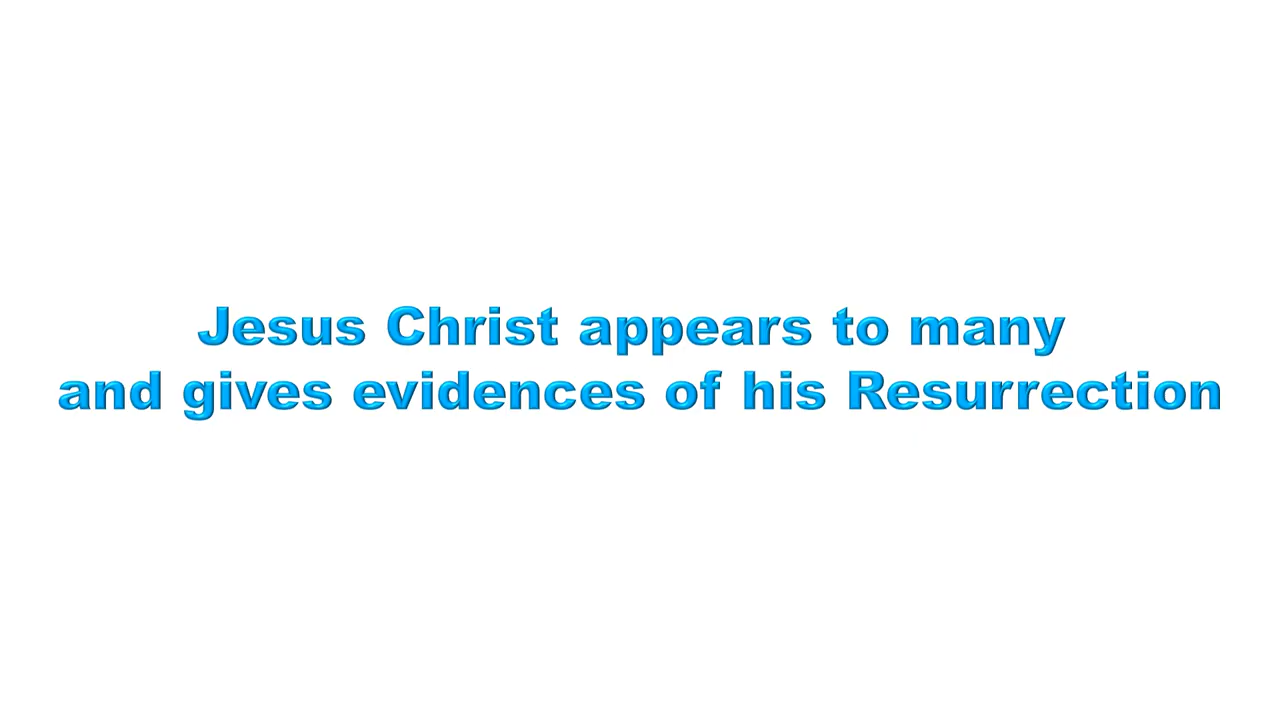 Jesus Christ appears to many
and gives evidences of his Resurrection